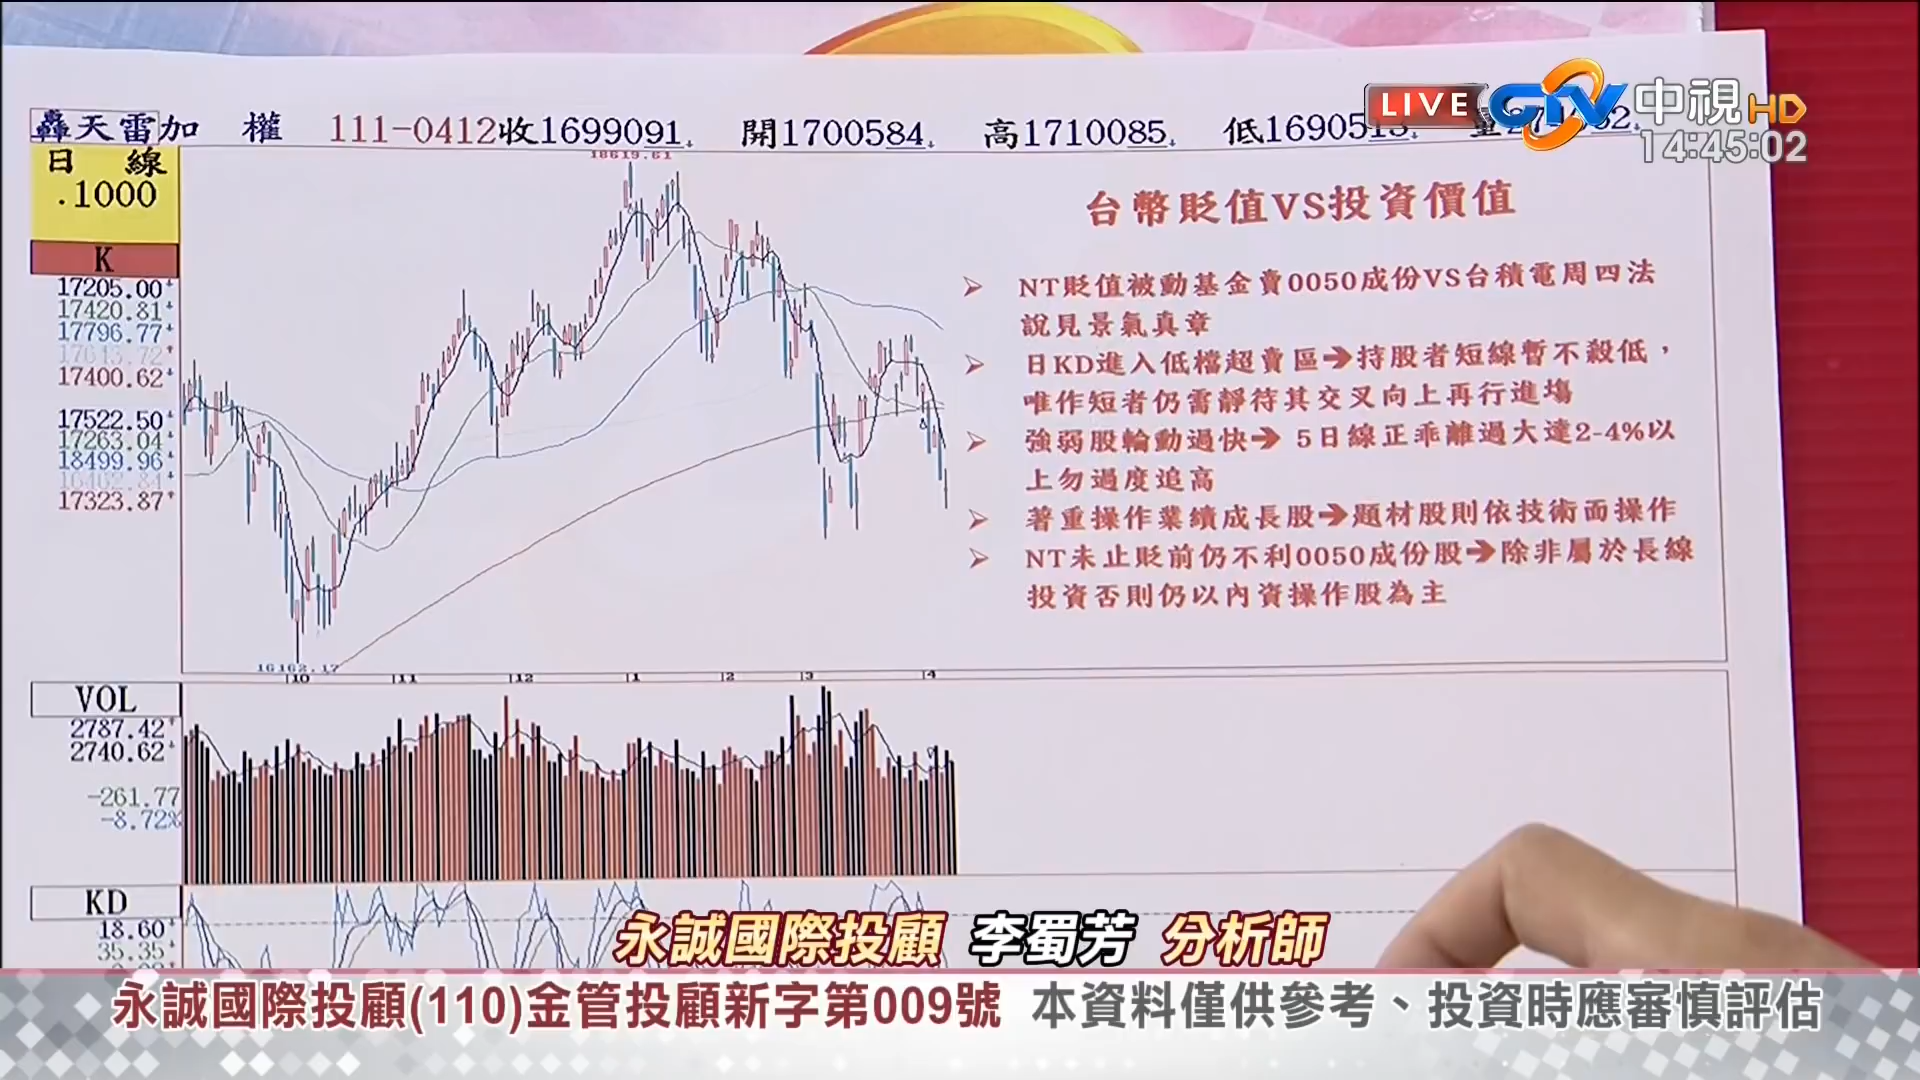 轟天雷加 權 111-0412收1699091↓ 開1700584↓ 高1710085↓ 低1690513↓
LIVE CTV 中視HD
14:45:02
日 線
.1000
K
17205.00↓
17420.81↓
17796.77↓
17400.62↓
17522.50↓
17263.04↓
18499.96↓
17323.87↑
18619.61
16162.17
台幣貶值VS投資價值
➢ NT貶值被動基金賣0050成份VS台積電周四法
說見景氣真章
➢ 日KD進入低檔超賣區➔持股者短線暫不殺低，
唯作短者仍需靜待其交叉向上再行進場
➢ 強弱股輪動過快➔ 5日線正乖離過大達2-4%以
上勿過度追高
➢ 著重操作業績成長股➔題材股則依技術面操作
➢ NT未止貶前仍不利0050成份股➔除非屬於長線
投資否則仍以內資操作股為主
10 11 12 1 2 3 4
VOL
2787.42↑
2740.62↓
-261.77
-8.72%
KD
18.60↓
35.35↓
永誠國際投顧 李蜀芳 分析師
永誠國際投顧(110)金管投顧新字第009號 本資料僅供參考、投資時應審慎評估